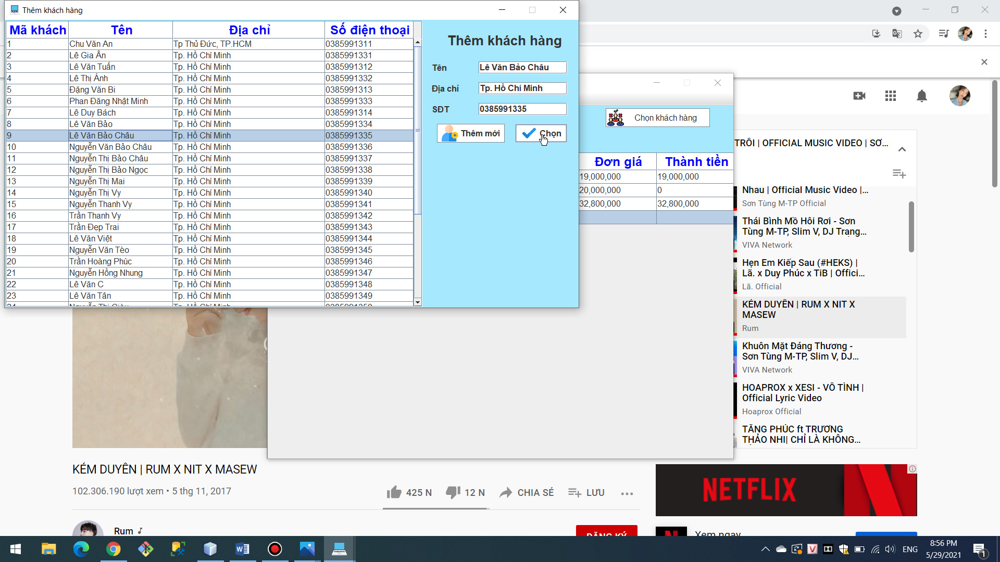 Thêm khách hàng
Mã khách Tên Địa chỉ Số điện thoại
1 Chu Văn An Tp Thủ Đức, TP.HCM 0385991311
2 Lê Gia Ân Tp. Hồ Chí Minh 0385991331
3 Lê Văn Tuấn Tp. Hồ Chí Minh 0385991312
4 Lê Thị Ánh Tp. Hồ Chí Minh 0385991332
5 Đặng Văn Bi Tp. Hồ Chí Minh 0385991313
6 Phan Đăng Nhật Minh Tp. Hồ Chí Minh 0385991333
7 Lê Duy Bách Tp. Hồ Chí Minh 0385991314
8 Lê Văn Bảo Tp. Hồ Chí Minh 0385991334
9 Lê Văn Bảo Châu Tp. Hồ Chí Minh 0385991335
10 Nguyễn Văn Bảo Châu Tp. Hồ Chí Minh 0385991336
11 Nguyễn Thị Bảo Châu Tp. Hồ Chí Minh 0385991337
12 Nguyễn Thị Bảo Ngọc Tp. Hồ Chí Minh 0385991338
13 Nguyễn Thị Mai Tp. Hồ Chí Minh 0385991339
14 Nguyễn Thị Vy Tp. Hồ Chí Minh 0385991340
15 Nguyễn Thanh Vy Tp. Hồ Chí Minh 0385991341
16 Trần Thanh Vy Tp. Hồ Chí Minh 0385991342
17 Trần Đẹp Trai Tp. Hồ Chí Minh 0385991343
18 Lê Văn Việt Tp. Hồ Chí Minh 0385991344
19 Nguyễn Văn Tèo Tp. Hồ Chí Minh 0385991345
20 Trần Hoàng Phúc Tp. Hồ Chí Minh 0385991346
21 Nguyễn Hồng Nhung Tp. Hồ Chí Minh 0385991347
22 Lê Văn C Tp. Hồ Chí Minh 0385991348
23 Lê Văn Tân Tp. Hồ Chí Minh 0385991349
Thêm khách hàng
Tên Lê Văn Bảo Châu
Địa chỉ Tp. Hồ Chí Minh
SĐT 0385991335
Thêm mới Chọn
Chọn khách hàng
Đơn giá Thành tiền
19,000,000 19,000,000
20,000,000 0
32,800,000 32,800,000
TRÔI | OFFICIAL MUSIC VIDEO | SƠ...
Nhau | Official Music Video |...
Sơn Tùng M-TP Official
Thái Bình Mồ Hôi Rơi - Sơn
Tùng M-TP, Slim V, DJ Trang...
VIVA Network
Hẹn Em Kiếp Sau (#HEKS) |
Lã. x Duy Phúc x TiB | Offici...
Lã. Official
KÉM DUYÊN | RUM X NIT X
MASEW
Rum
Khuôn Mặt Đáng Thương -
Sơn Tùng M-TP, Slim V, DJ...
VIVA Network
HOAPROX x XESI - VÔ TÌNH |
Official Lyric Video
Hoaprox Official
TĂNG PHÚC ft TRƯƠNG
THẢO NHI| CHỈ LÀ KHÔNG...
KÉM DUYÊN | RUM X NIT X MASEW
102.306.190 lượt xem • 5 thg 11, 2017
425 N 12 N CHIA SẺ LƯU
NETFLIX
Rum
ĐĂNG KÝ
Xem ngay
ENG
8:56 PM
5/29/2021
1